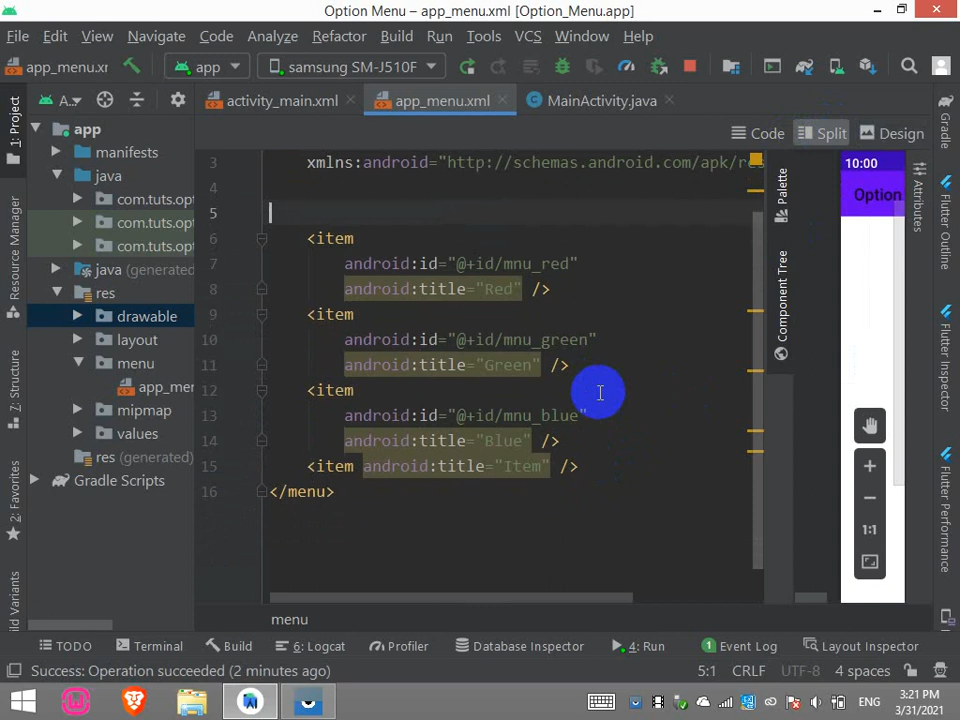 Option Menu – app_menu.xml [Option_Menu.app]
File Edit View Navigate Code Analyze Refactor Build Run Tools VCS Window Help
app_menu.xr app samsung SM-J510F
1: Project
A...
activity_main.xml app_menu.xml MainActivity.java
Code Split Design
app
manifests
java
com.tuts.opt
com.tuts.opt
com.tuts.opt
java (generated
res
drawable
layout
menu
app_mer
mipmap
values
res (generated)
Gradle Scripts
3 xmlns:android="http://schemas.android.com/apk/res
4
5
6 <item
7 android:id="@+id/mnu_red"
8 android:title="Red" />
9 <item
10 android:id="@+id/mnu_green"
11 android:title="Green" />
12 <item
13 android:id="@+id/mnu_blue"
14 android:title="Blue" />
15 <item android:title="Item" />
16 </menu>
menu
Palette
Component Tree
10:00
Option
1:1
Attributes
Gradle
Flutter Outline
Flutter Inspector
Flutter Performance
Resource Manager
7: Structure
2: Favorites
Build Variants
TODO Terminal Build 6: Logcat Profiler Database Inspector 4: Run 1 Event Log Layout Inspector
Success: Operation succeeded (2 minutes ago) 5:1 CRLF UTF-8 4 spaces
ENG
3:21 PM
3/31/2021